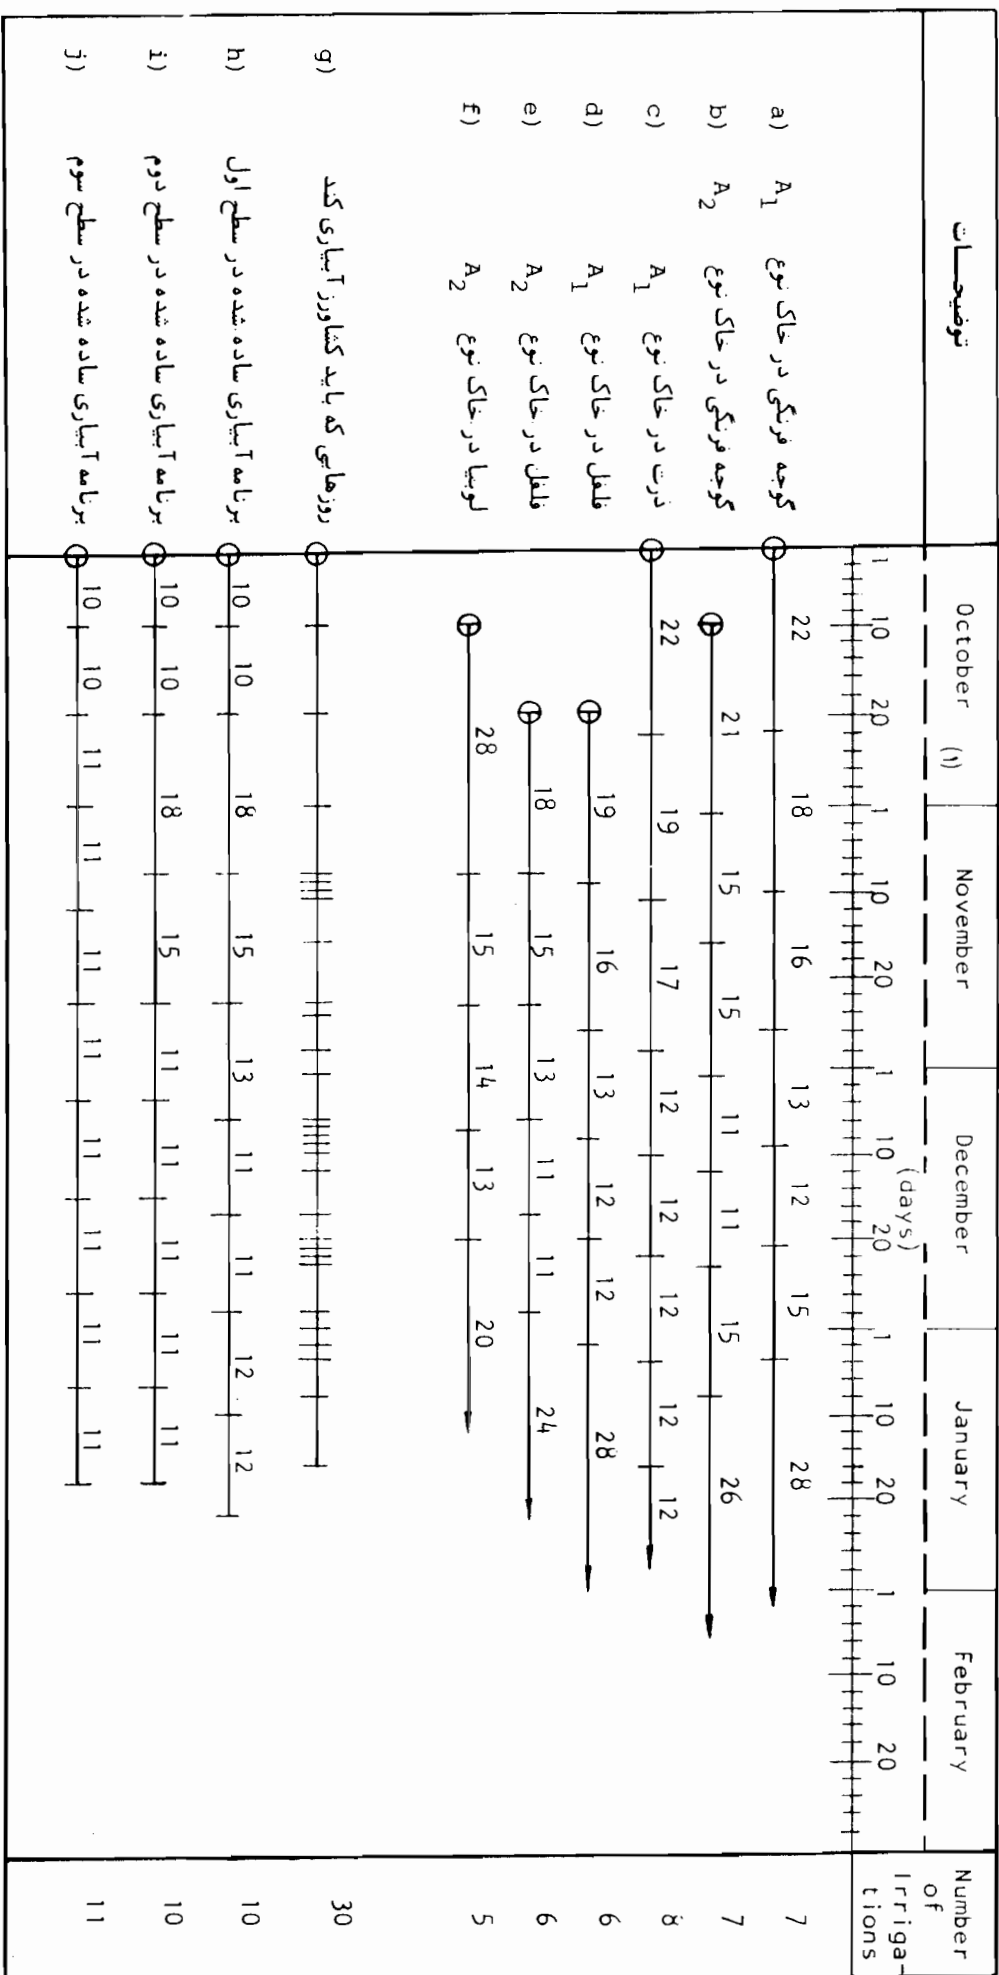 توضیحـــات
October (1) November December January February
Number
of
Irriga-
tions
1 10 20 1 10 20 1 10 20 1 10 20 1 10 20
(days)
a) A1 گوجه فرنگی در خاک نوع
22 18 16 13 12 15 28
7
b) A2 گوجه فرنگی در خاک نوع
21 15 15 11 11 15 26
7
c) A1 ذرت در خاک نوع
22 19 17 12 12 12 12 12
8
d) A1 فلفل در خاک نوع
19 16 13 12 12 28
6
e) A2 فلفل در خاک نوع
18 15 13 11 11 24
6
f) A2 لوبیا در خاک نوع
28 15 14 13 20
5
g) روزهایی که باید کشاورز آبیاری کند
30
h) برنامه آبیاری ساده شده در سطح اول
10 10 18 15 13 11 11 12 12
10
i) برنامه آبیاری ساده شده در سطح دوم
10 10 18 15 11 11 11 11 11
10
j) برنامه آبیاری ساده شده در سطح سوم
10 10 11 11 11 11 11 11 11 11
11